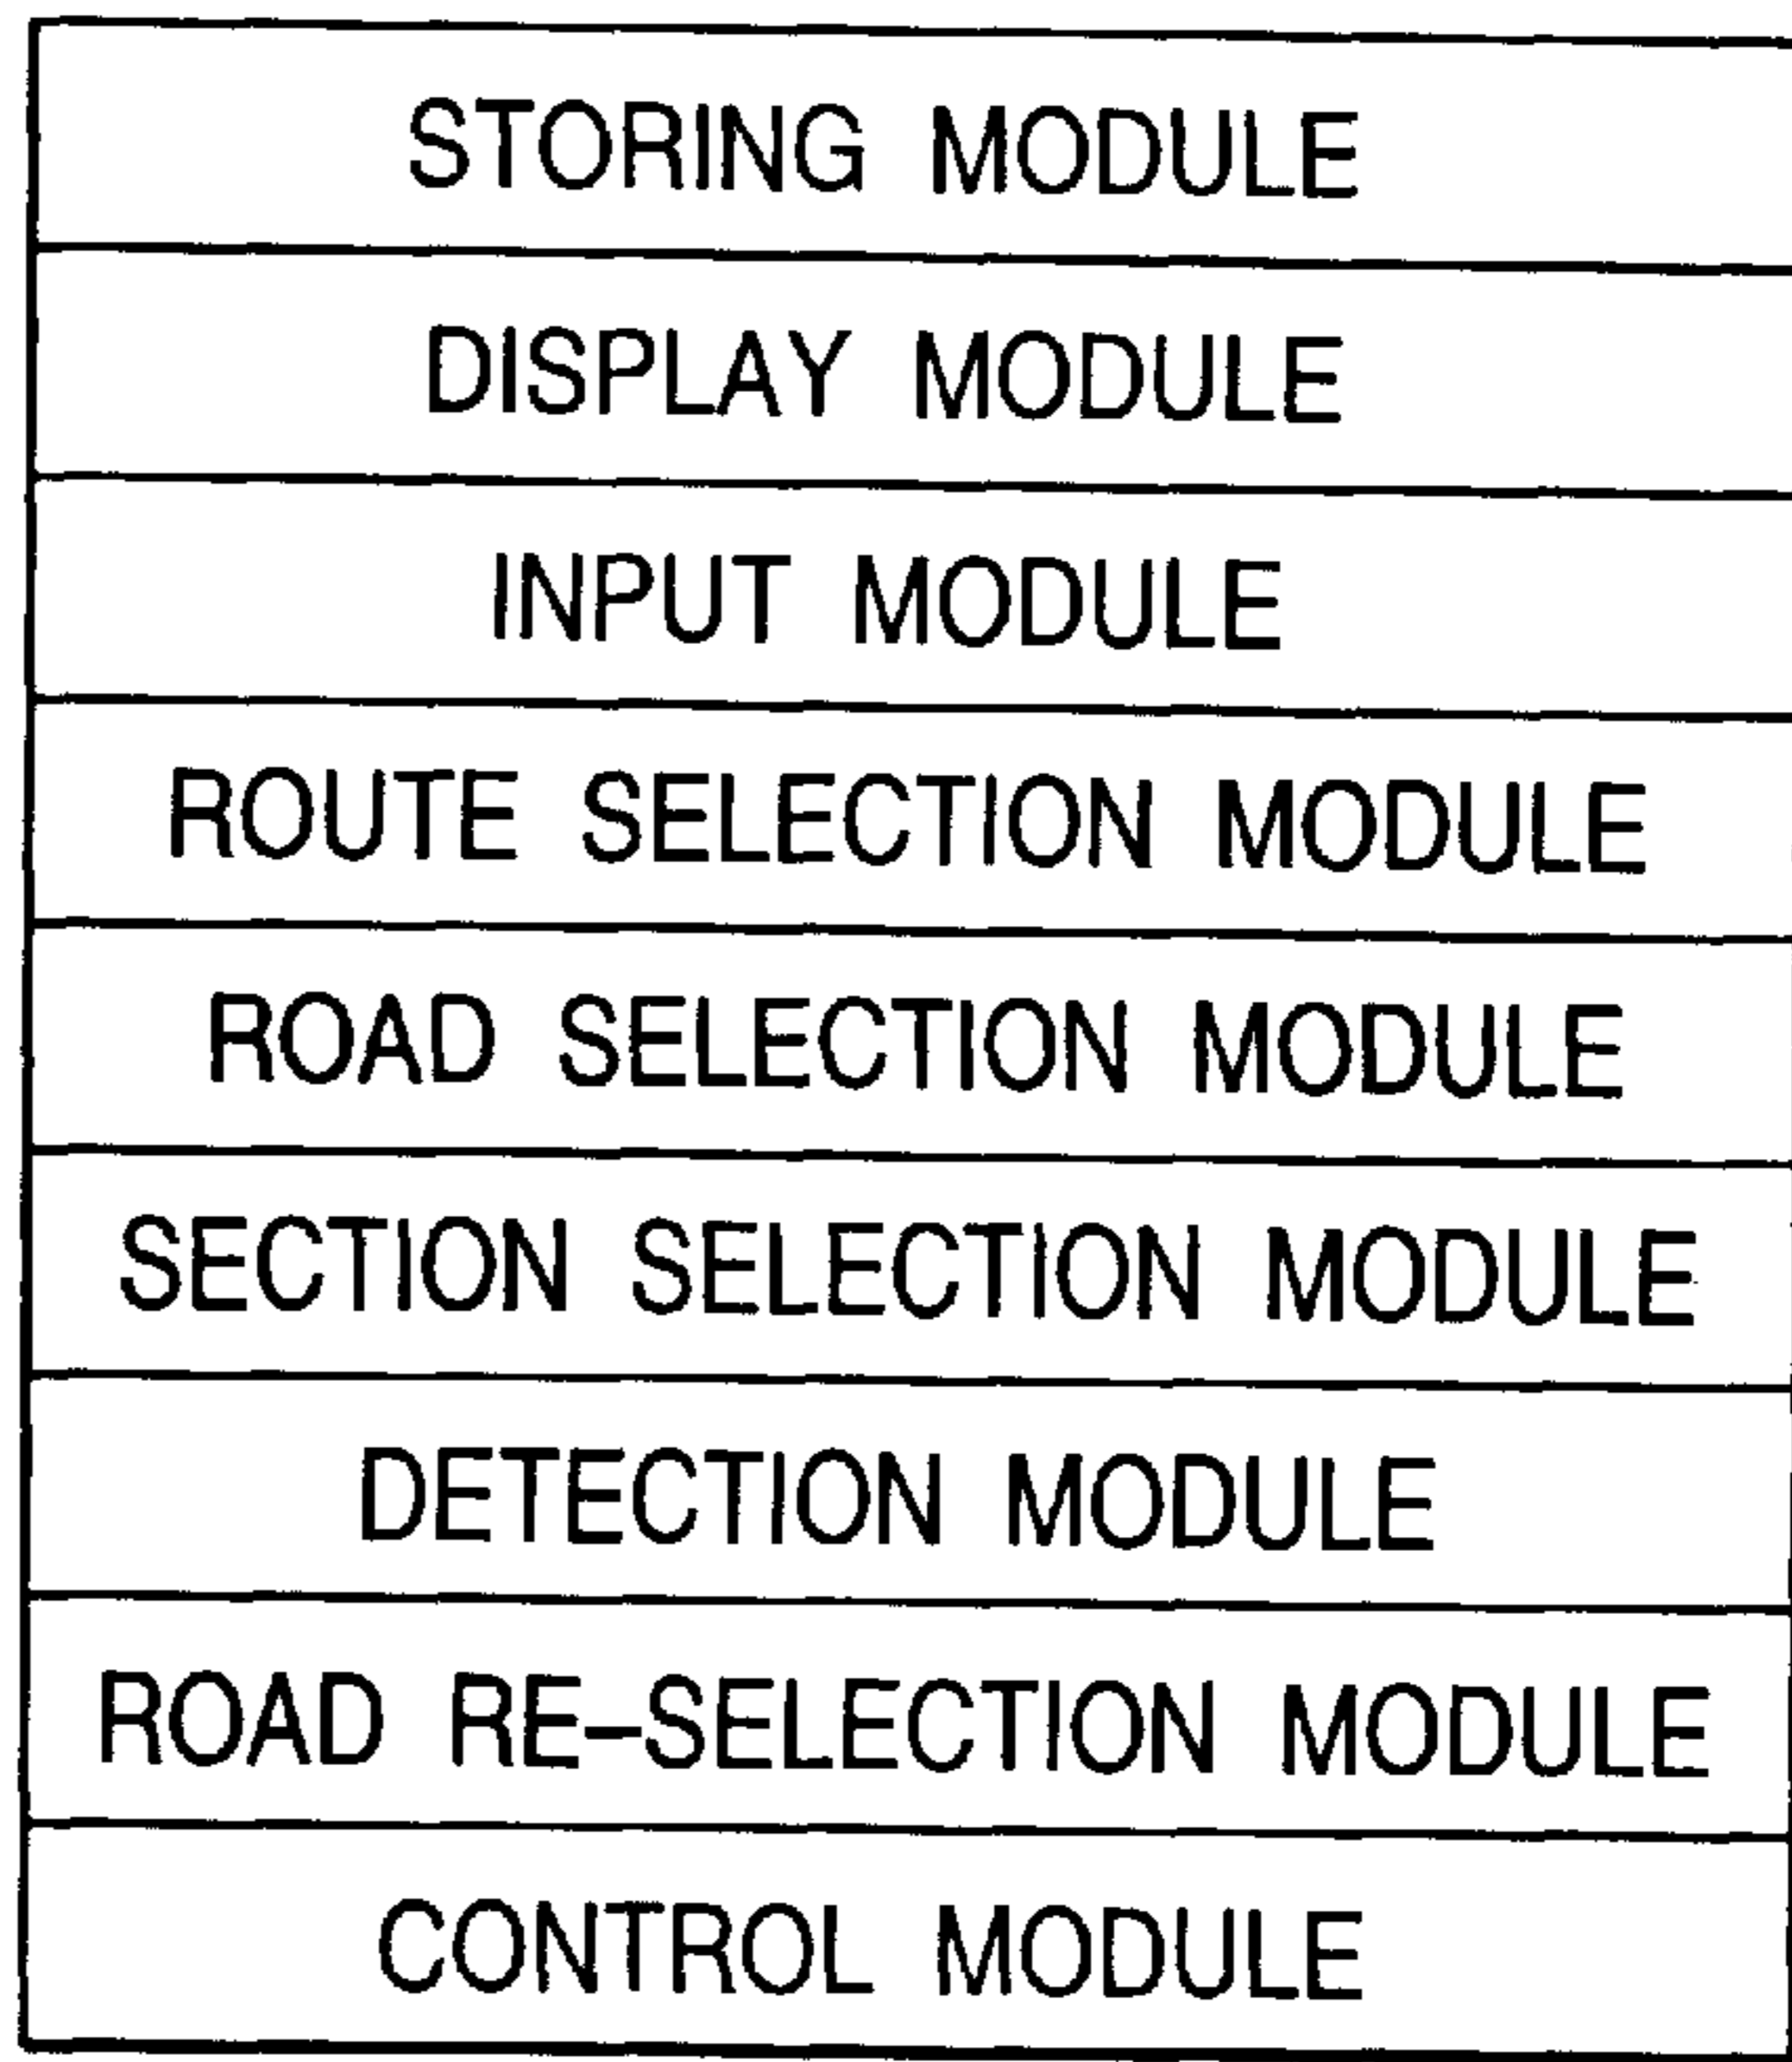 STORING MODULE
DISPLAY MODULE
INPUT MODULE
ROUTE SELECTION MODULE
ROAD SELECTION MODULE
SECTION SELECTION MODULE
DETECTION MODULE
ROAD RE-SELECTION MODULE
CONTROL MODULE